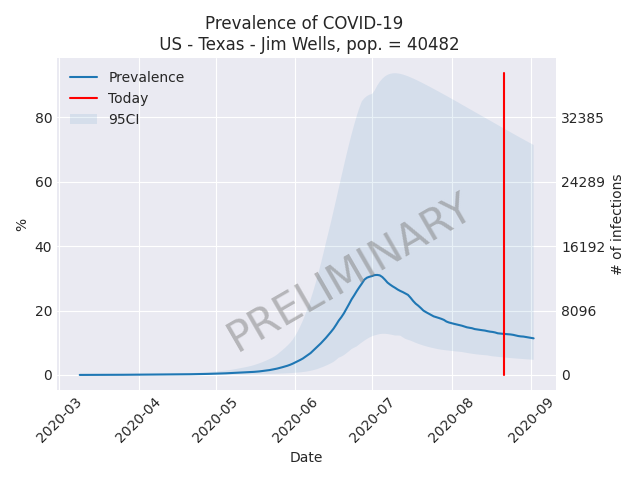 Prevalence of COVID-19
US - Texas - Jim Wells, pop. = 40482
Prevalence
Today
95CI
PRELIMINARY
%
80
60
40
20
0
32385
24289
16192
8096
0
# of infections
2020-03
2020-04
2020-05
2020-06
2020-07
2020-08
2020-09
Date